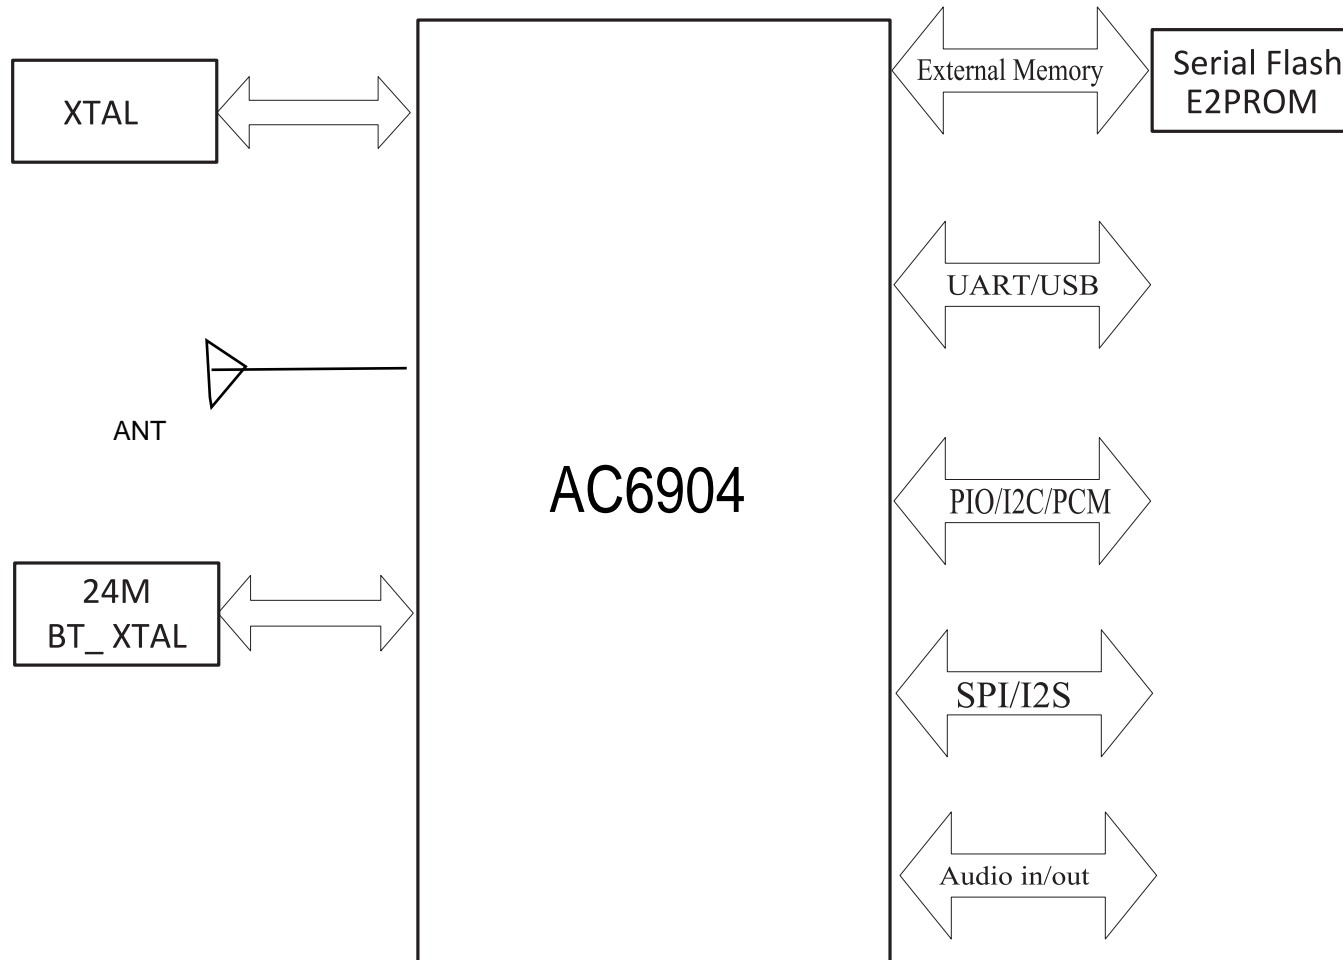 XTAL
External Memory
Serial Flash
E2PROM
UART/USB
ANT
AC6904
PIO/I2C/PCM
24M
BT_ XTAL
SPI/I2S
Audio in/out